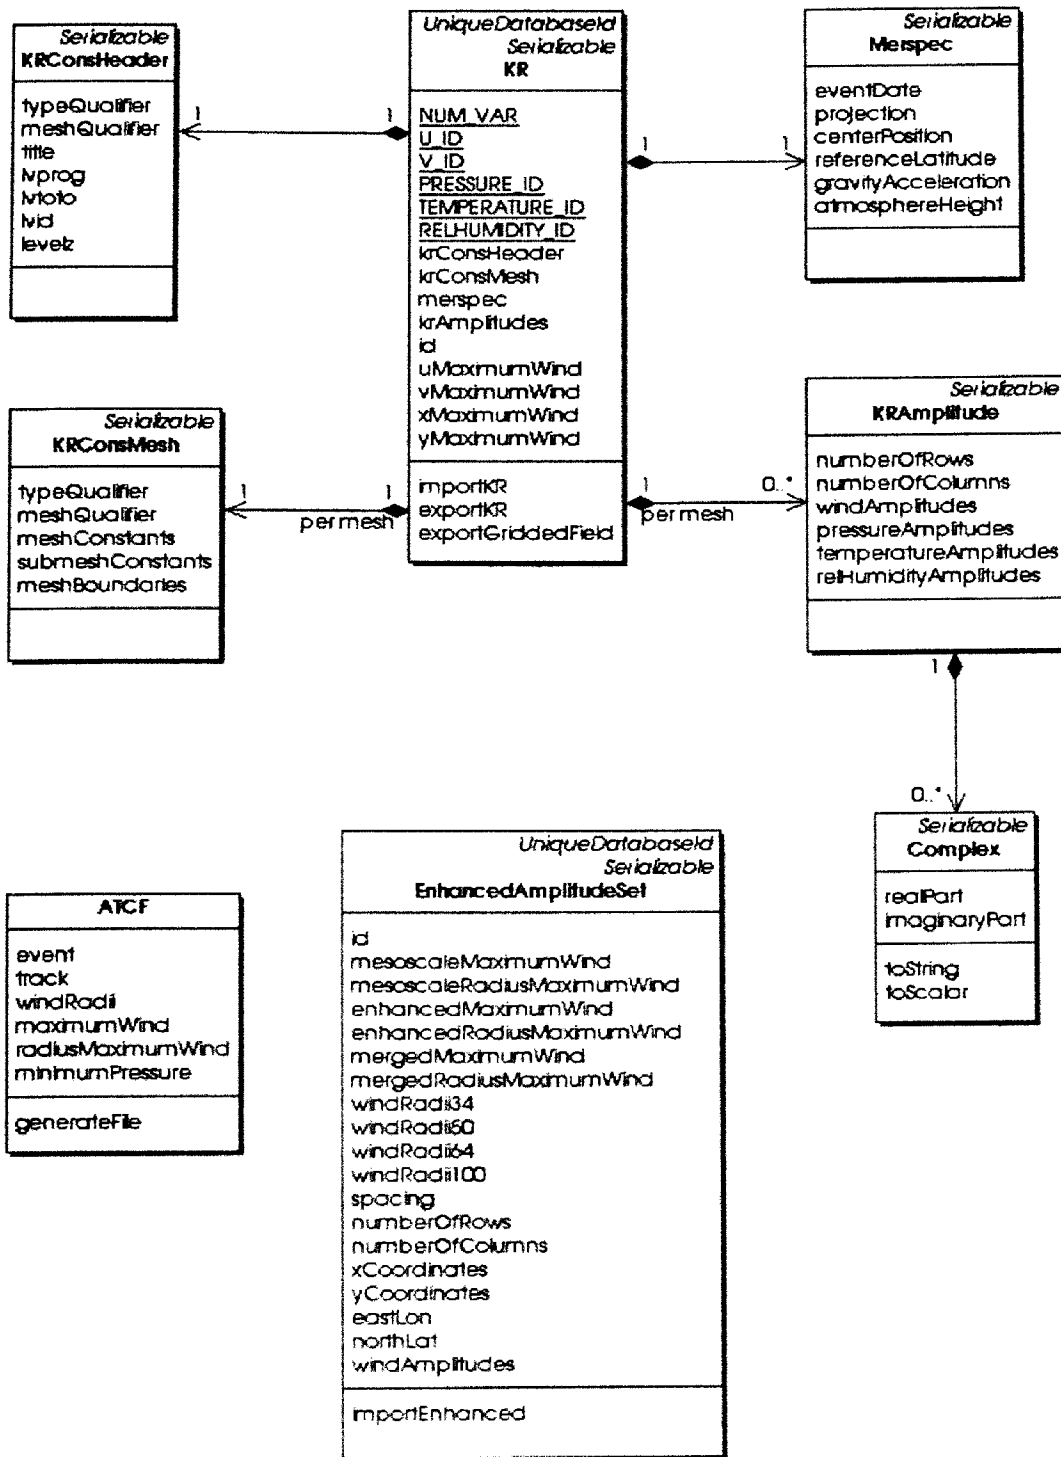 Serializable
KRConsHeader
typeQualifier
meshQualifier
title
lvprog
lvtoto
lvid
levelz
1
1
UniqueDatabaseId
Serializable
KR
NUM_VAR
U_ID
V_ID
PRESSURE_ID
TEMPERATURE_ID
RELHUMIDITY_ID
krConsHeader
krConsMesh
merspec
krAmplitudes
id
uMaximumWind
vMaximumWind
xMaximumWind
yMaximumWind
importKR
exportKR
exportGriddedField
1
1
Serializable
Merspec
eventDate
projection
centerPosition
referenceLatitude
gravityAcceleration
atmosphereHeight
Serializable
KRConsMesh
typeQualifier
meshQualifier
meshConstants
submeshConstants
meshBoundaries
1
1
per mesh
1
0..*
per mesh
Serializable
KRAmplitude
numberOfRows
numberOfColumns
windAmplitudes
pressureAmplitudes
temperatureAmplitudes
relHumidityAmplitudes
1
0..*
Serializable
Complex
realPart
imaginaryPart
toString
toScalar
ATCF
event
track
windRadii
maximumWind
radiusMaximumWind
minimumPressure
generateFile
UniqueDatabaseId
Serializable
EnhancedAmplitudeSet
id
mesoscaleMaximumWind
mesoscaleRadiusMaximumWind
enhancedMaximumWind
enhancedRadiusMaximumWind
mergedMaximumWind
mergedRadiusMaximumWind
windRadii34
windRadii50
windRadii64
windRadii100
spacing
numberOfRows
numberOfColumns
xCoordinates
yCoordinates
eastLon
northLat
windAmplitudes
importEnhanced